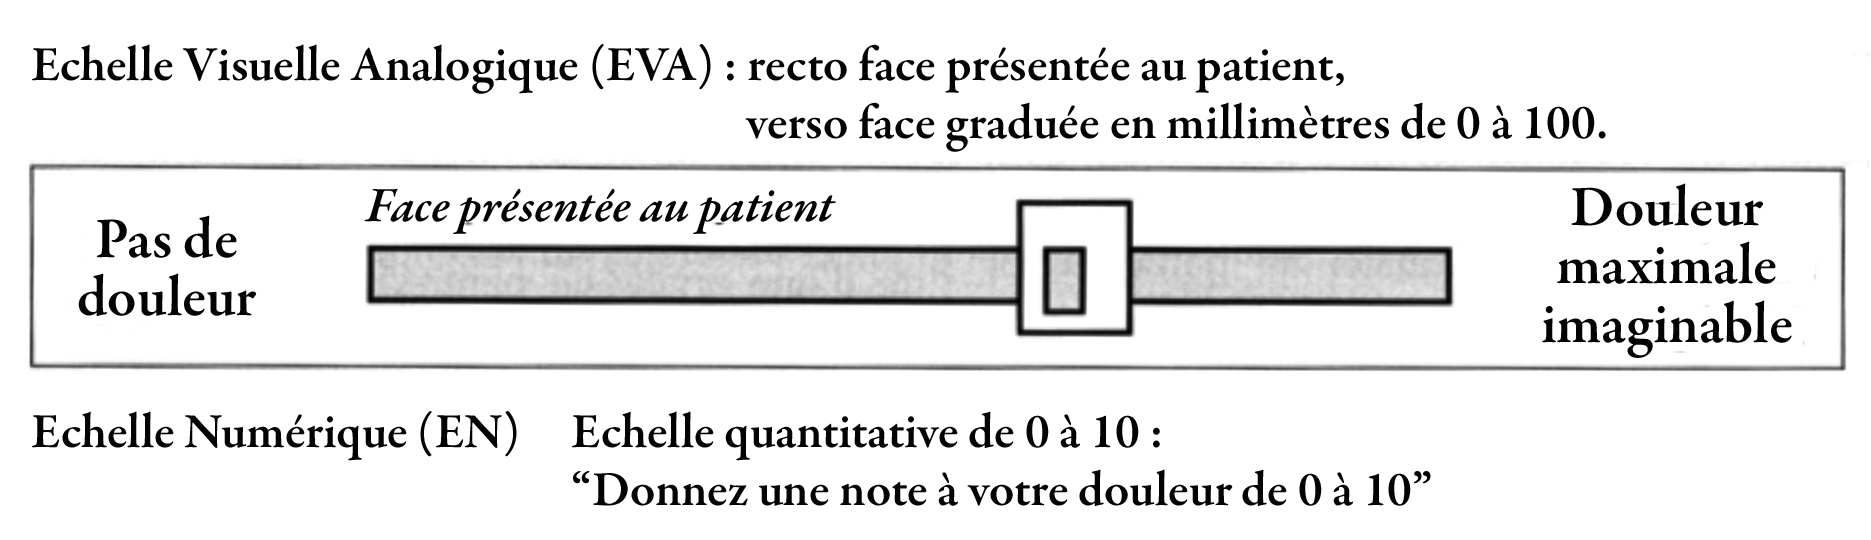 Echelle Visuelle Analogique (EVA) : recto face présentée au patient,
verso face graduée en millimètres de 0 à 100.
Pas de
douleur
Face présentée au patient
Douleur
maximale
imaginable
Echelle Numérique (EN) Echelle quantitative de 0 à 10 :
“Donnez une note à votre douleur de 0 à 10”